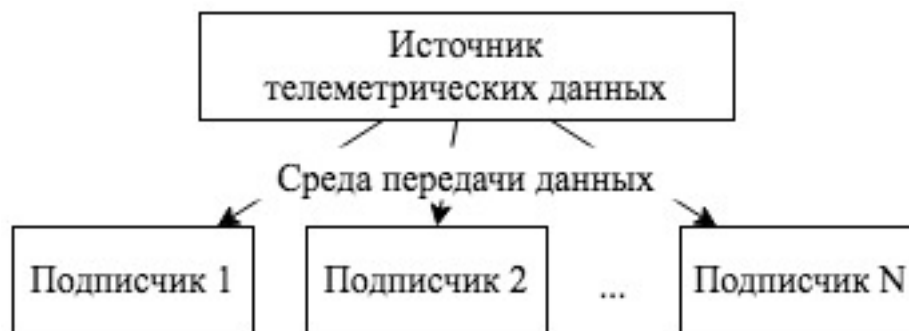 Источник
телеметрических данных
Среда передачи данных
Подписчик 1
Подписчик 2
...
Подписчик N